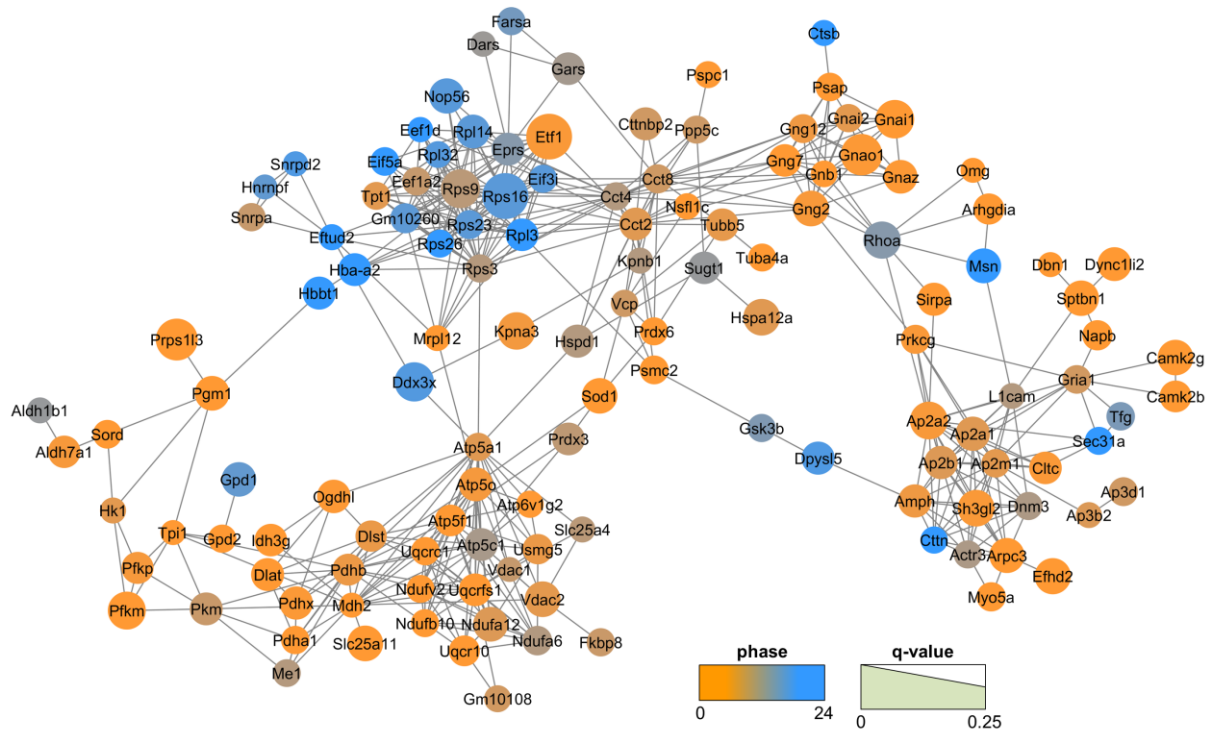 Farsa
Ctsb
Dars
Gars
Pspc1
Psap
Nop56
Eef1d
Rpl14
Etf1
Cttnbp2
Ppp5c
Gng12
Gnai2
Gnai1
Snrpd2
Eif5a
Rpl32
Eprs
Hnrnpf
Eef1a2
Rps9
Rps16
Eif3i
Cct8
Gng7
Gnao1
Gnb1
Gnaz
Omg
Tpt1
Cct4
Nsfl1c
Snrpa
Gm10260
Rps23
Rpl3
Cct2
Tubb5
Gng2
Arhgdia
Eftud2
Rps26
Rhoa
Hba-a2
Rps3
Kpnb1
Sugt1
Tuba4a
Msn
Dbn1
Dync1li2
Hbbt1
Vcp
Hspa12a
Sirpa
Sptbn1
Prps1l3
Mrpl12
Kpna3
Hspd1
Prdx6
Prkcg
Napb
Ddx3x
Psmc2
Gria1
Camk2g
Pgm1
Sod1
L1cam
Camk2b
Aldh1b1
Sord
Gsk3b
Ap2a2
Ap2a1
Tfg
Aldh7a1
Atp5a1
Prdx3
Dpysl5
Sec31a
Gpd1
Atp5o
Ap2b1
Ap2m1
Cltc
Ogdhl
Atp6v1g2
Amph
Sh3gl2
Dnm3
Ap3d1
Hk1
Tpi1
Gpd2
Idh3g
Dlst
Atp5f1
Atp5c1
Slc25a4
Ap3b2
Uqcrc1
Usmg5
Cttn
Actr3
Arpc3
Pfkp
Dlat
Pdhb
Vdac1
Efhd2
Pfkm
Pkm
Pdhx
Mdh2
Ndufv2
Uqcrfs1
Vdac2
Myo5a
Pdha1
Slc25a11
Ndufb10
Ndufa12
Ndufa6
Fkbp8
Me1
Uqcr10
Gm10108
phase
q-value
0
24
0
0.25